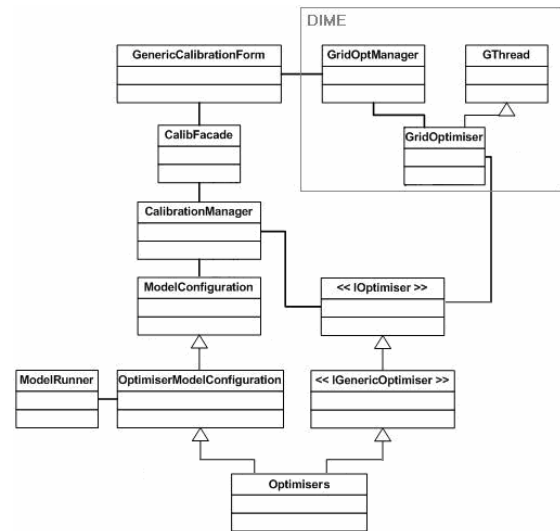 DIME
GenericCalibrationForm
GridOptManager
GThread
CalibFacade
GridOptimiser
CalibrationManager
ModelConfiguration
<< IOptimiser >>
ModelRunner
OptimiserModelConfiguration
<< IGenericOptimiser >>
Optimisers